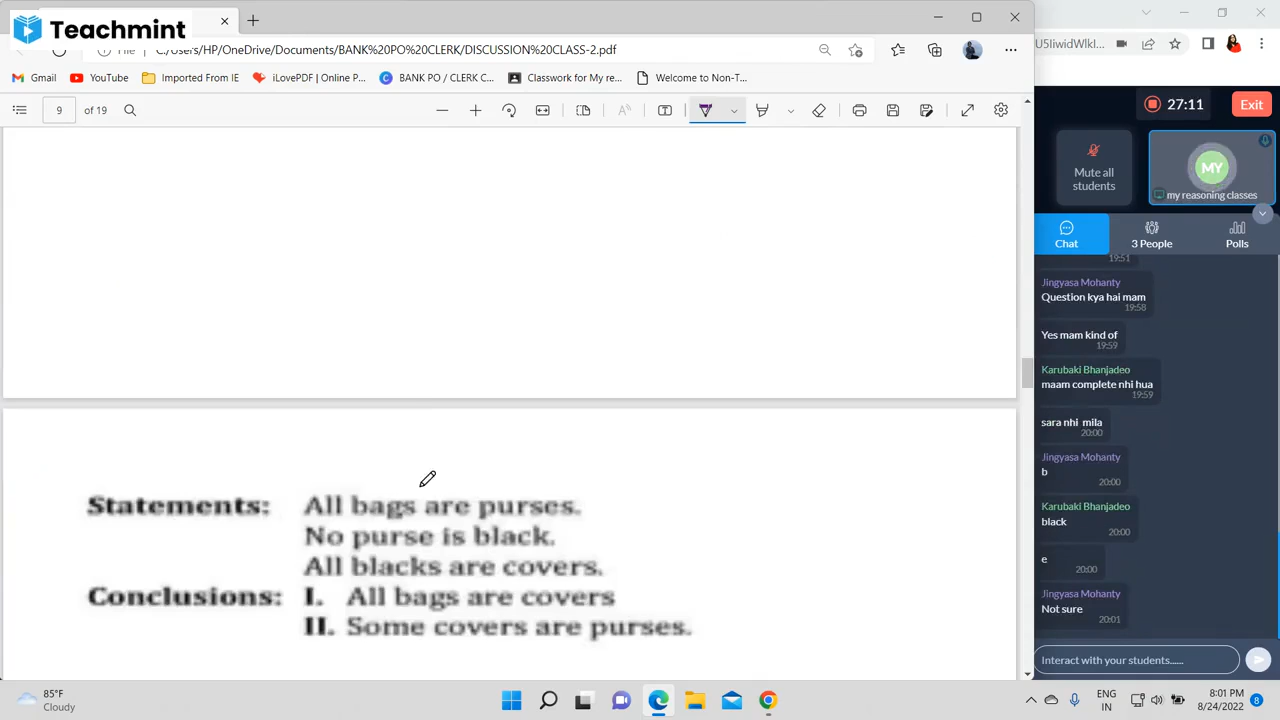 Teachmint
File
C:/Users/HP/OneDrive/Documents/BANK%20PO%20CLERK/DISCUSSION%20CLASS-2.pdf
Gmail
YouTube
Imported From IE
iLovePDF | Online P...
BANK PO / CLERK C...
Classwork for My re...
Welcome to Non-T...
9 of 19
Statements: All bags are purses.
No purse is black.
All blacks are covers.
Conclusions: I. All bags are covers
II. Some covers are purses.
U5IiwidWlkI...
27:11
Exit
Mute all
students
MY
my reasoning classes
Chat
3 People
Polls
19:51
Jingyasa Mohanty
Question kya hai mam
19:58
Yes mam kind of
19:59
Karubaki Bhanjadeo
maam complete nhi hua
19:59
sara nhi mila
20:00
Jingyasa Mohanty
b
20:00
Karubaki Bhanjadeo
black
20:00
e
20:00
Jingyasa Mohanty
Not sure
20:01
Interact with your students......
85°F
Cloudy
ENG
IN
8:01 PM
8/24/2022
8